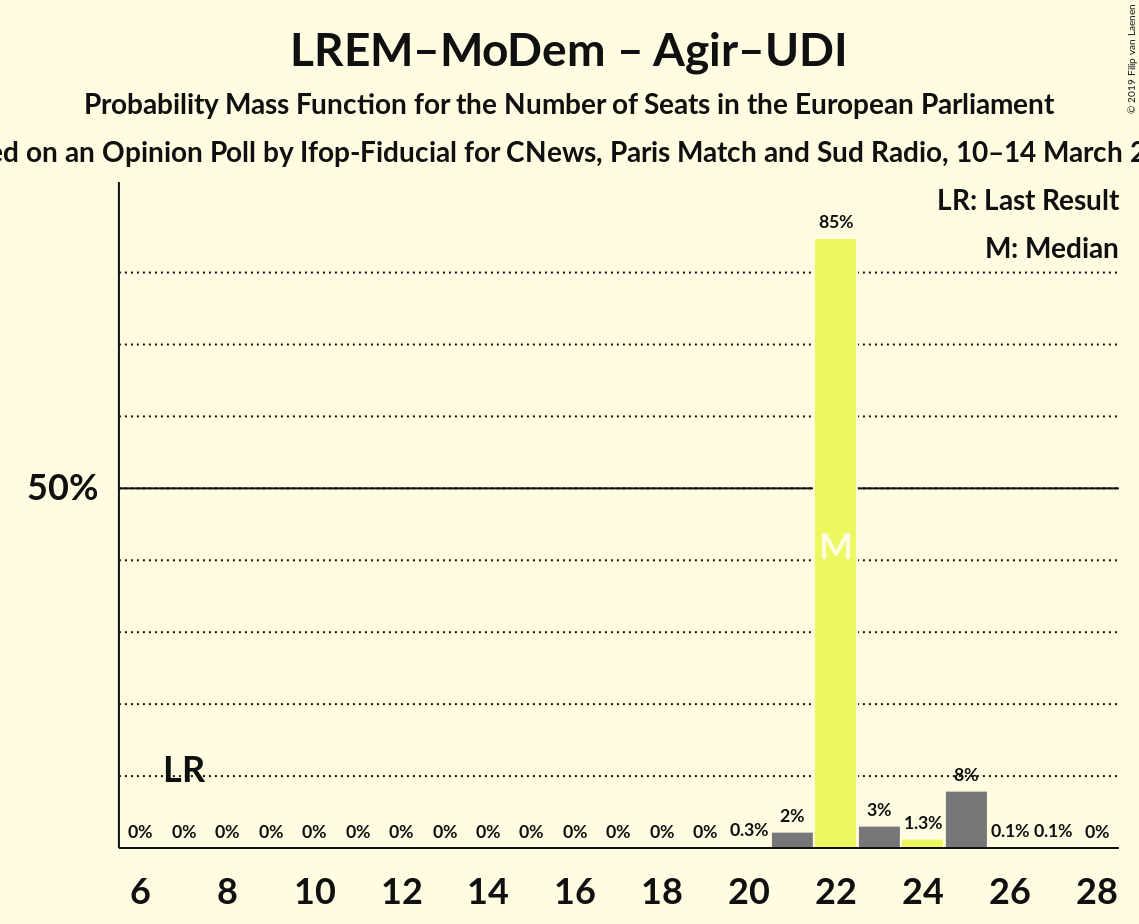 LREM–MoDem – Agir–UDI
Probability Mass Function for the Number of Seats in the European Parliament
ed on an Opinion Poll by Ifop-Fiducial for CNews, Paris Match and Sud Radio, 10–14 March 2
© 2019 Filip van Laenen
LR: Last Result
M: Median
85%
50%
M
LR
0% 0% 0% 0% 0% 0% 0% 0% 0% 0% 0% 0% 0% 0% 0.3% 2% 3% 1.3% 8% 0.1% 0.1% 0%
6 8 10 12 14 16 18 20 22 24 26 28